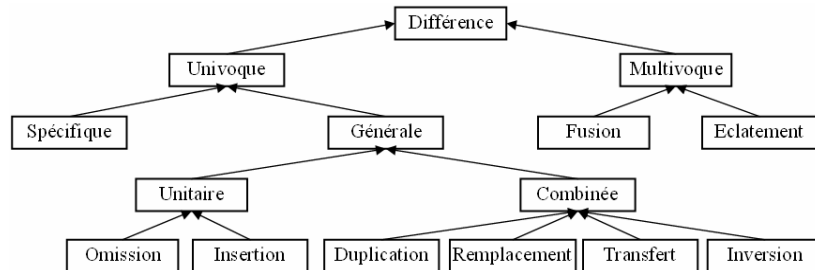 Différence
Univoque
Multivoque
Spécifique
Générale
Fusion
Eclatement
Unitaire
Combinée
Omission
Insertion
Duplication
Remplacement
Transfert
Inversion